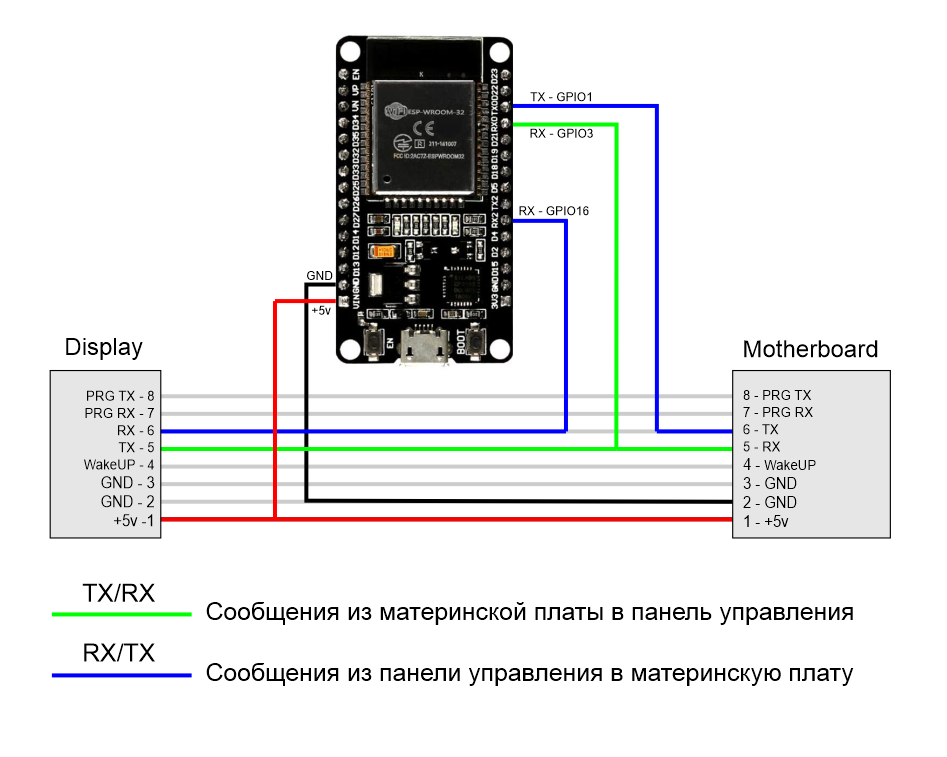 EN
UP
UN
D34
D35
D32
D33
D25
D26
D27
D14
D12
D13
GND
VIN
D23
D22
TX0
RX0
D21
D19
D18
D5
TX2
RX2
D4
D2
D15
GND
3V3
WiFi ESP-WROOM-32
CE
R 211-161007
FCC ID:2AC7Z-ESPWROOM32
EN
BOOT
TX - GPIO1
RX - GPIO3
RX - GPIO16
GND
+5v
Display
PRG TX - 8
PRG RX - 7
RX - 6
TX - 5
WakeUP - 4
GND - 3
GND - 2
+5v -1
Motherboard
8 - PRG TX
7 - PRG RX
6 - TX
5 - RX
4 - WakeUP
3 - GND
2 - GND
1 - +5v
TX/RX
Сообщения из материнской платы в панель управления
RX/TX
Сообщения из панели управления в материнскую плату